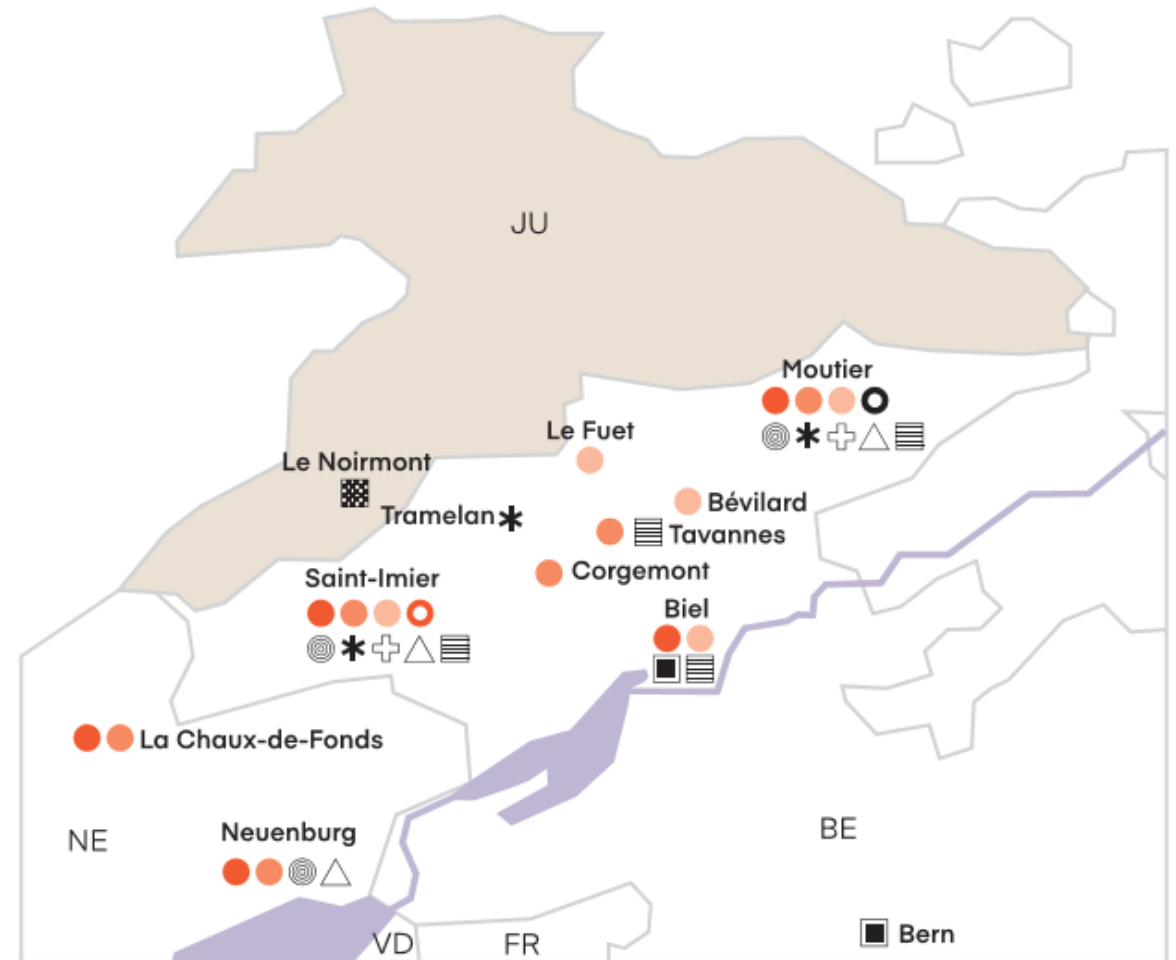 JU
Moutier
Le Fuet
Le Noirmont
Bévilard
Tramelan
Tavannes
Corgemont
Saint-Imier
Biel
La Chaux-de-Fonds
NE
Neuenburg
BE
VD
FR
Bern